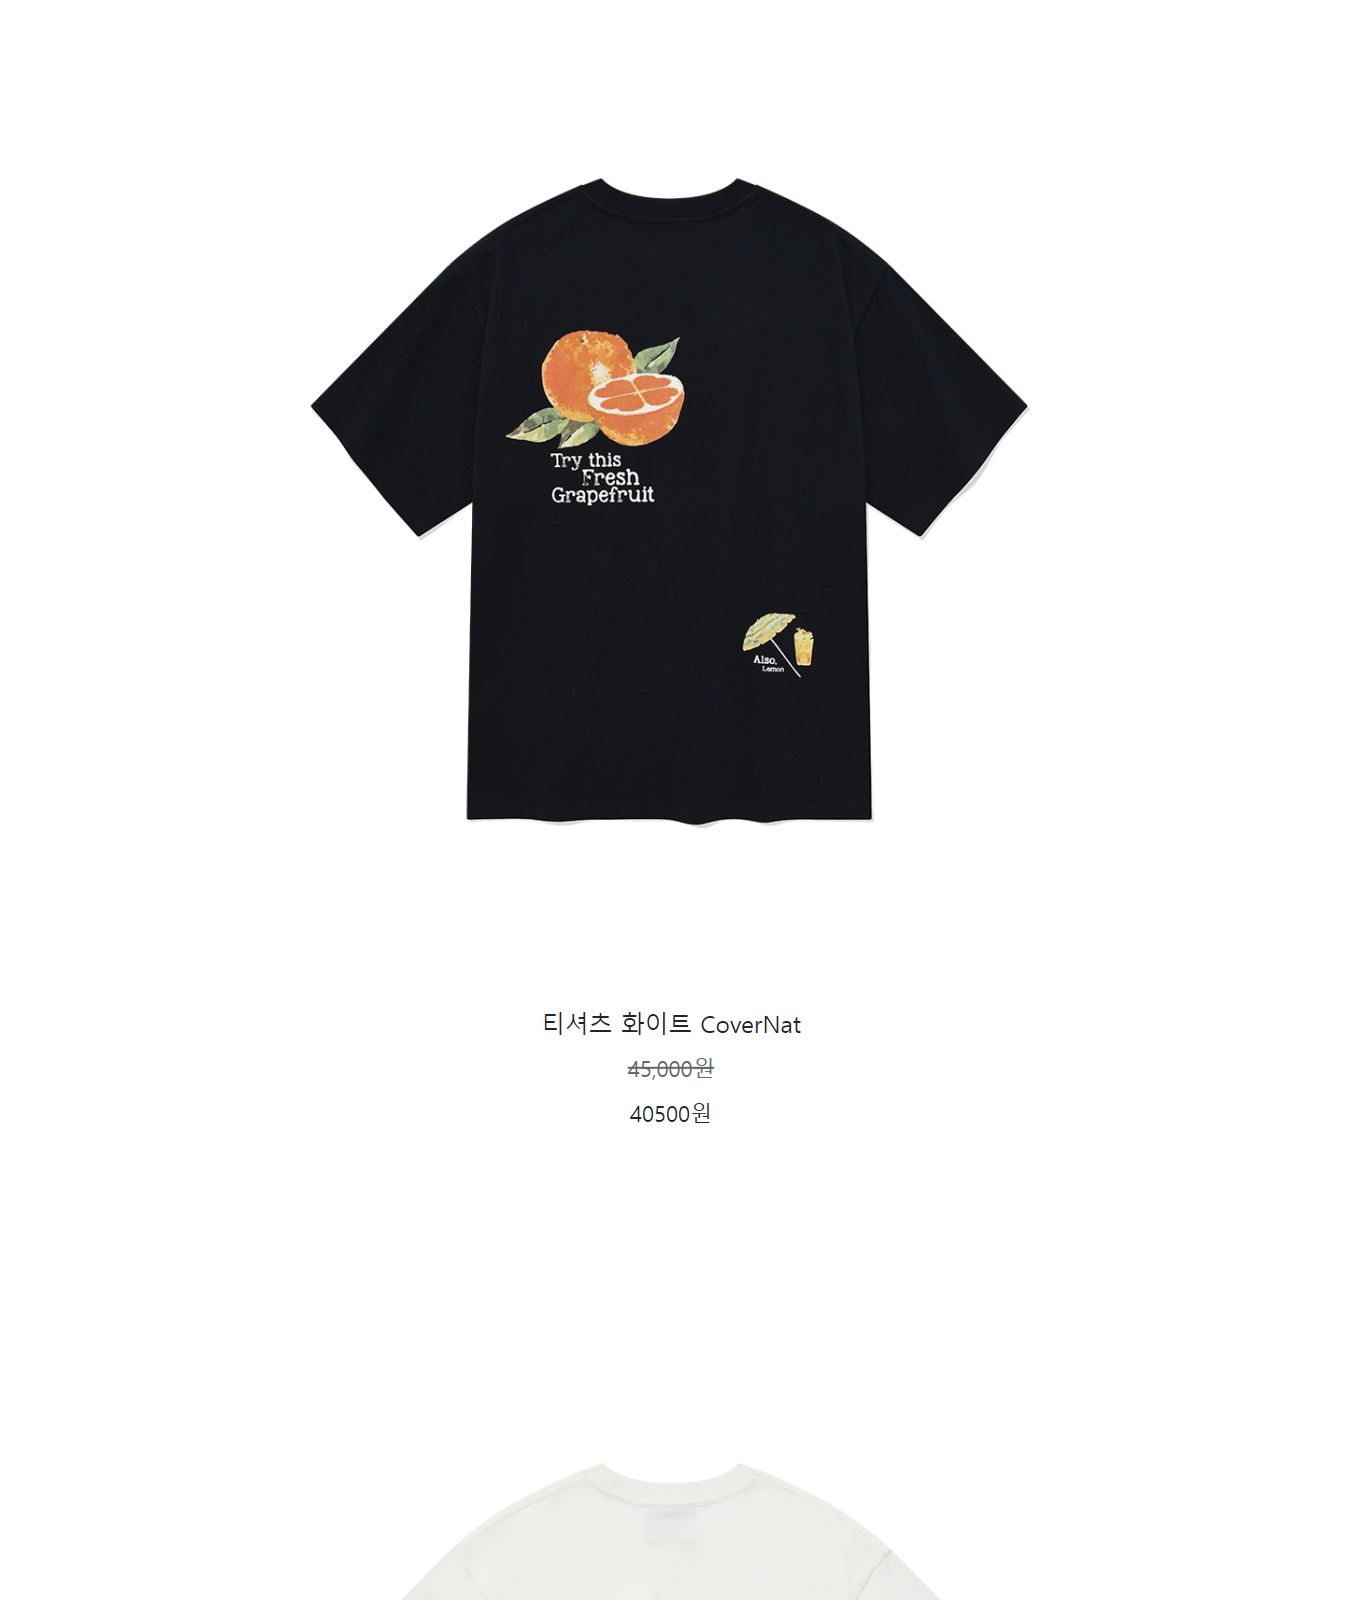 Try this
Fresh
Grapefruit
Also,
Lemon
티셔츠 화이트 CoverNat
45,000원
40500원